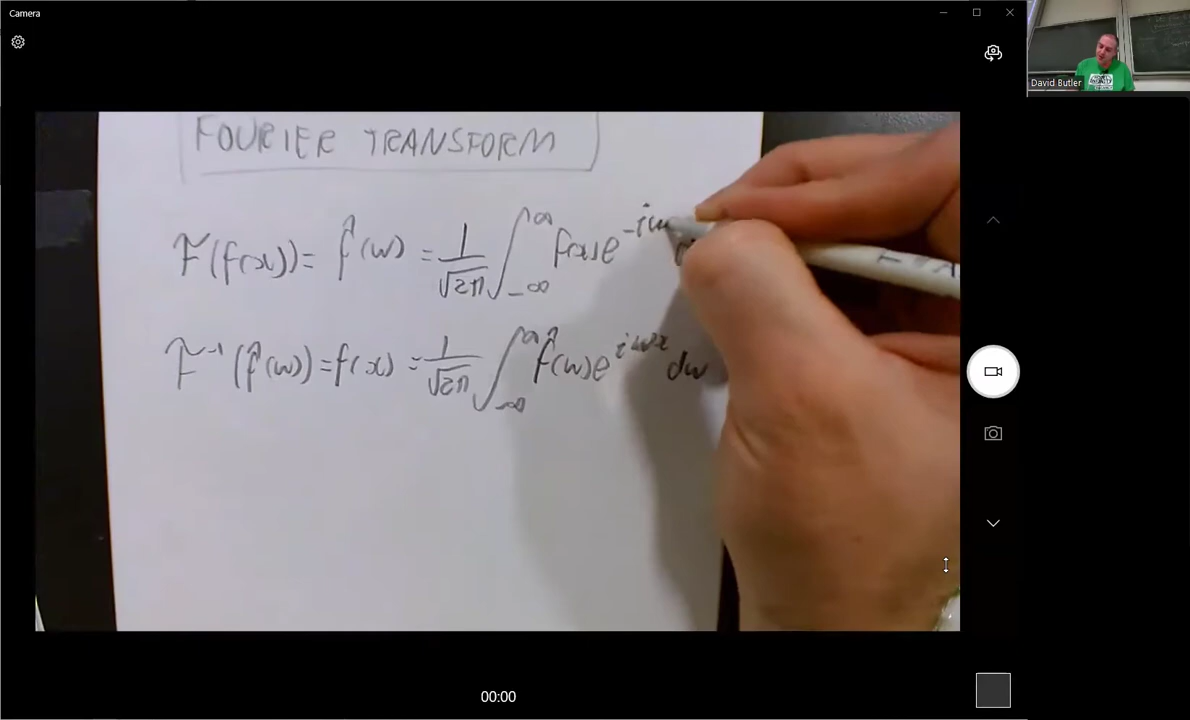 Camera
David Butler
FOURIER TRANSFORM
F(f(x)) = f̂(w) = 1/√2π ∫_-∞^∞ f(x)e^-iw
F⁻¹(f̂(w)) = f(x) = 1/√2π ∫_-∞^∞ f̂(w)e^iwx dw
00:00